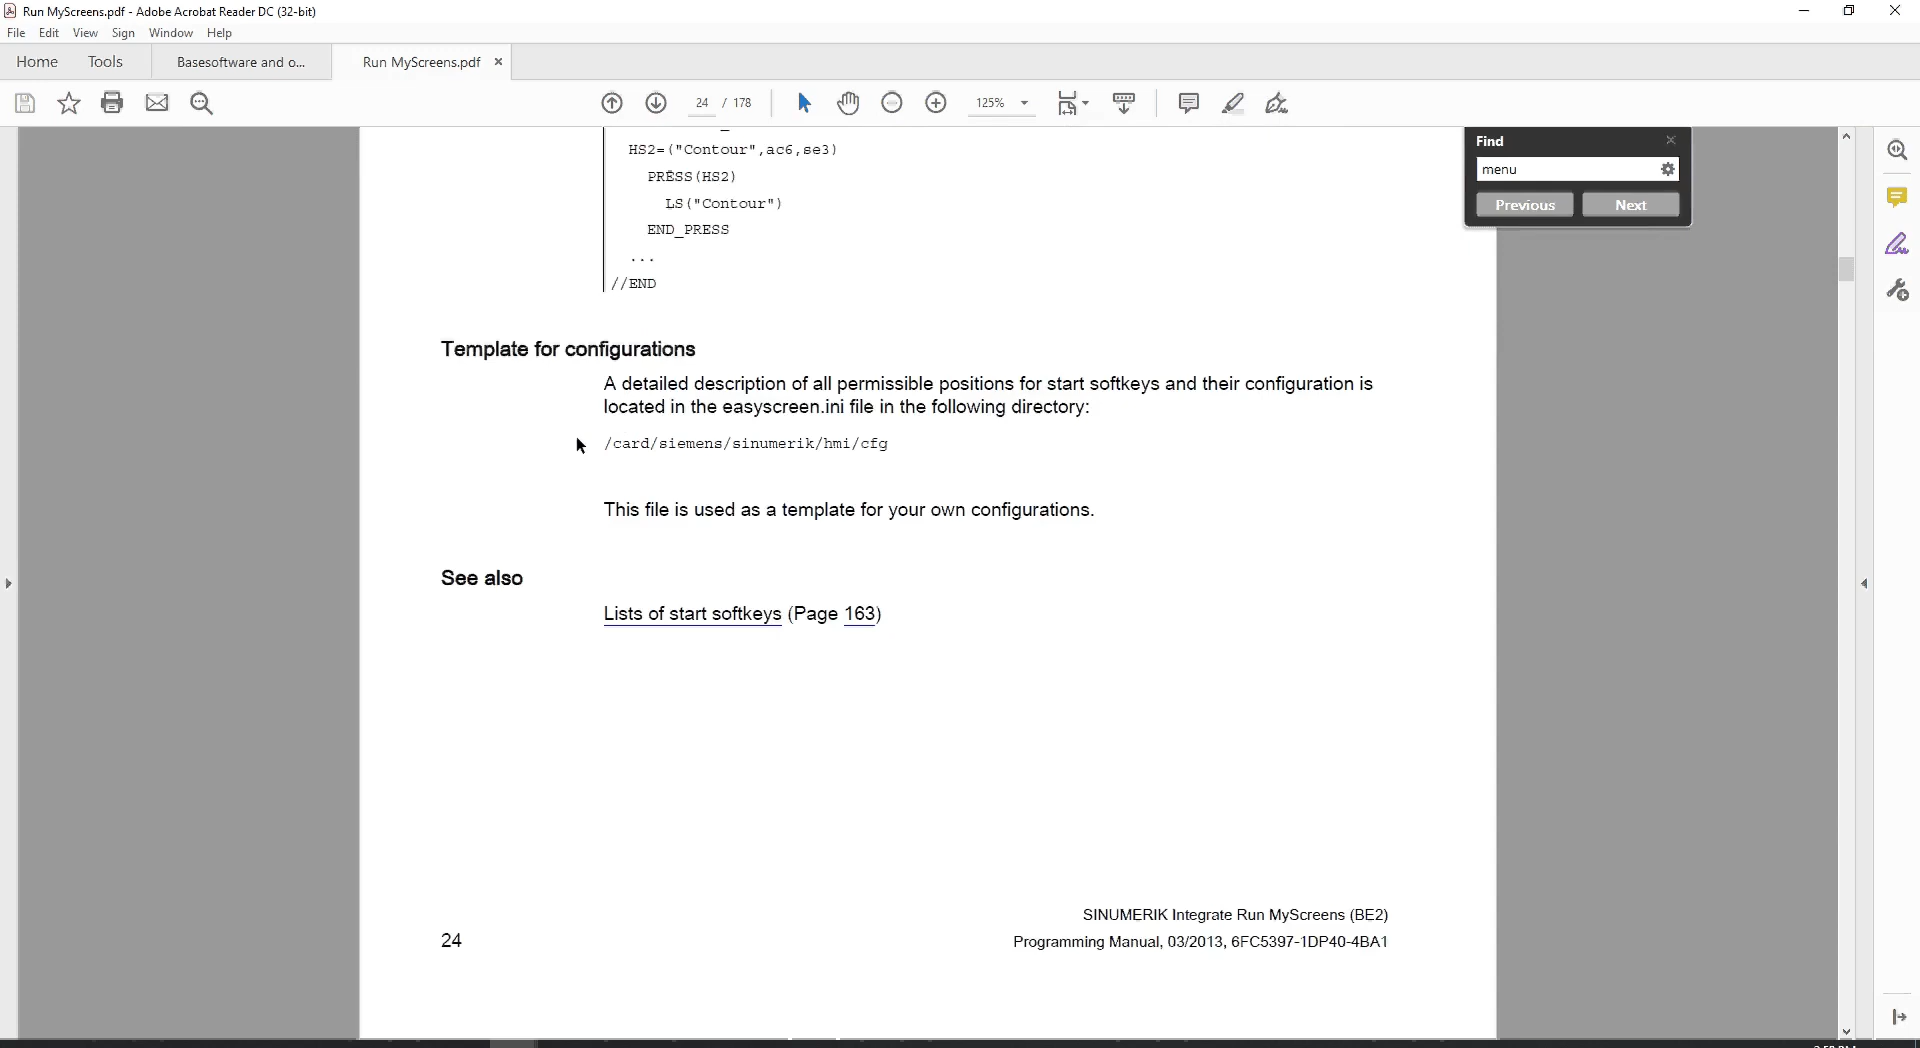 Run MyScreens.pdf - Adobe Acrobat Reader DC (32-bit)
File Edit View Sign Window Help
Home Tools Basesoftware and o... Run MyScreens.pdf
24 / 178 125%
HS2=("Contour",ac6,se3)
PRESS(HS2)
LS("Contour")
END_PRESS
...
//END
Find
menu
Previous Next
Template for configurations
A detailed description of all permissible positions for start softkeys and their configuration is
located in the easyscreen.ini file in the following directory:
/card/siemens/sinumerik/hmi/cfg
This file is used as a template for your own configurations.
See also
Lists of start softkeys (Page 163)
SINUMERIK Integrate Run MyScreens (BE2)
24 Programming Manual, 03/2013, 6FC5397-1DP40-4BA1